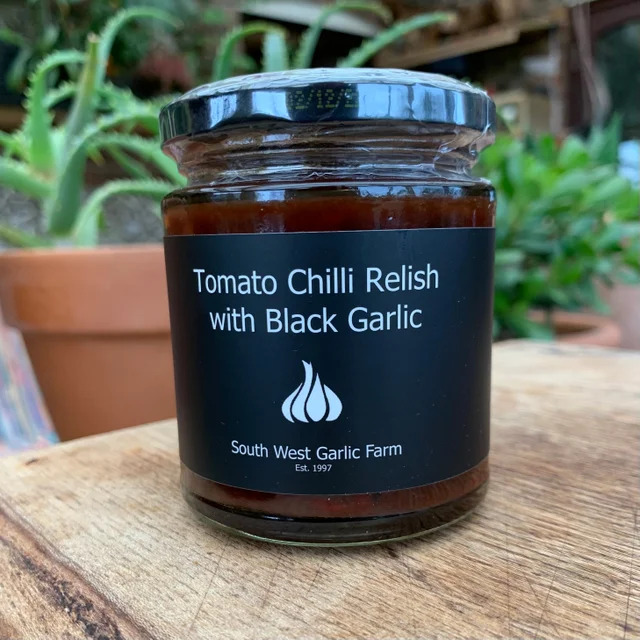 Tomato Chilli Relish
with Black Garlic
South West Garlic Farm
Est. 1997